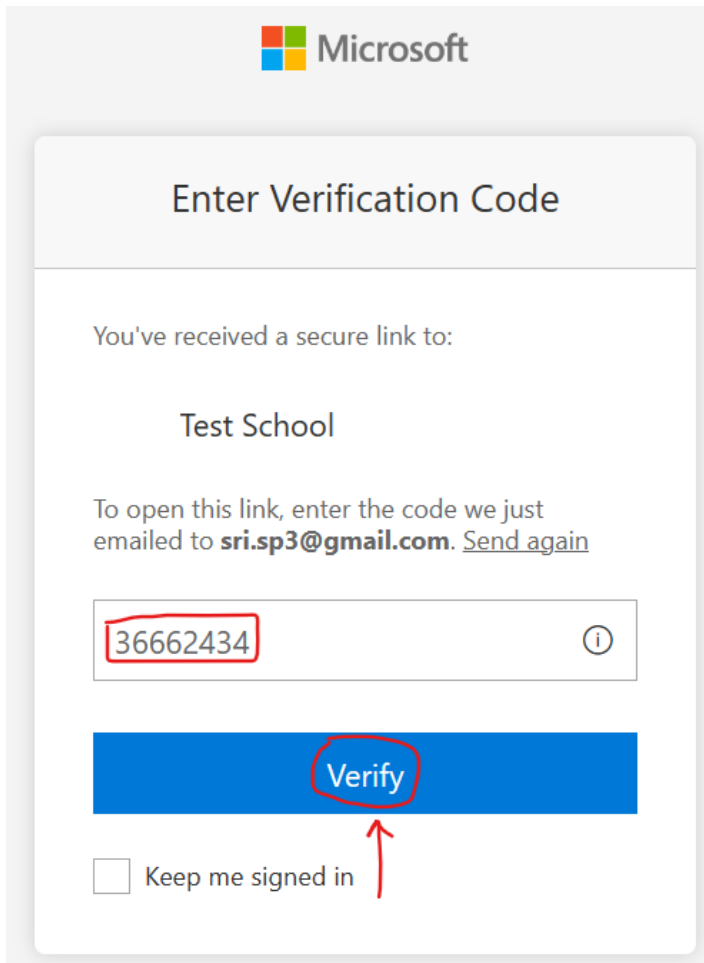 Microsoft
Enter Verification Code
You've received a secure link to:
Test School
To open this link, enter the code we just
emailed to sri.sp3@gmail.com. Send again
36662434
Verify
Keep me signed in